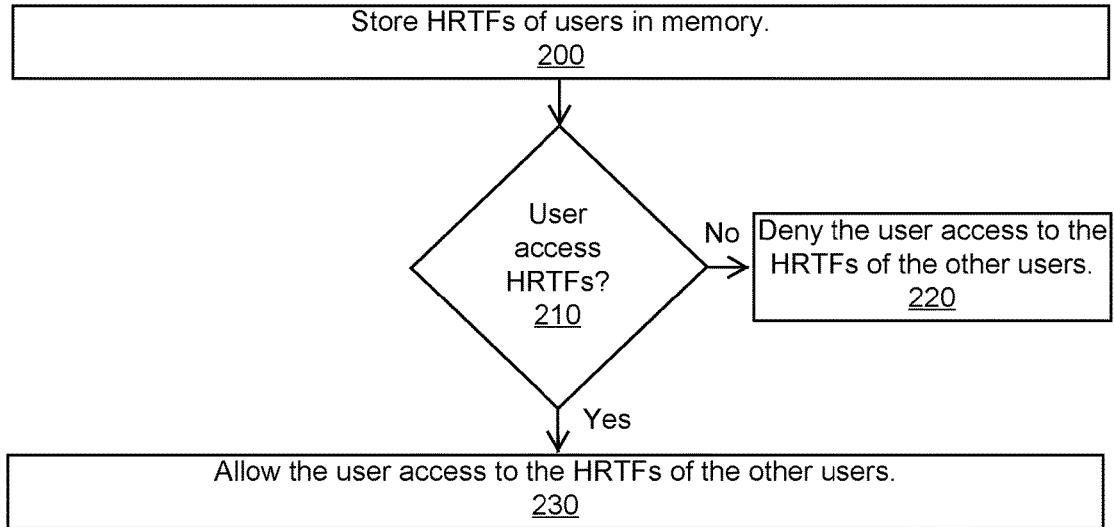 Store HRTFs of users in memory.
200
User
access
HRTFs?
210
No
Deny the user access to the
HRTFs of the other users.
220
Yes
Allow the user access to the HRTFs of the other users.
230